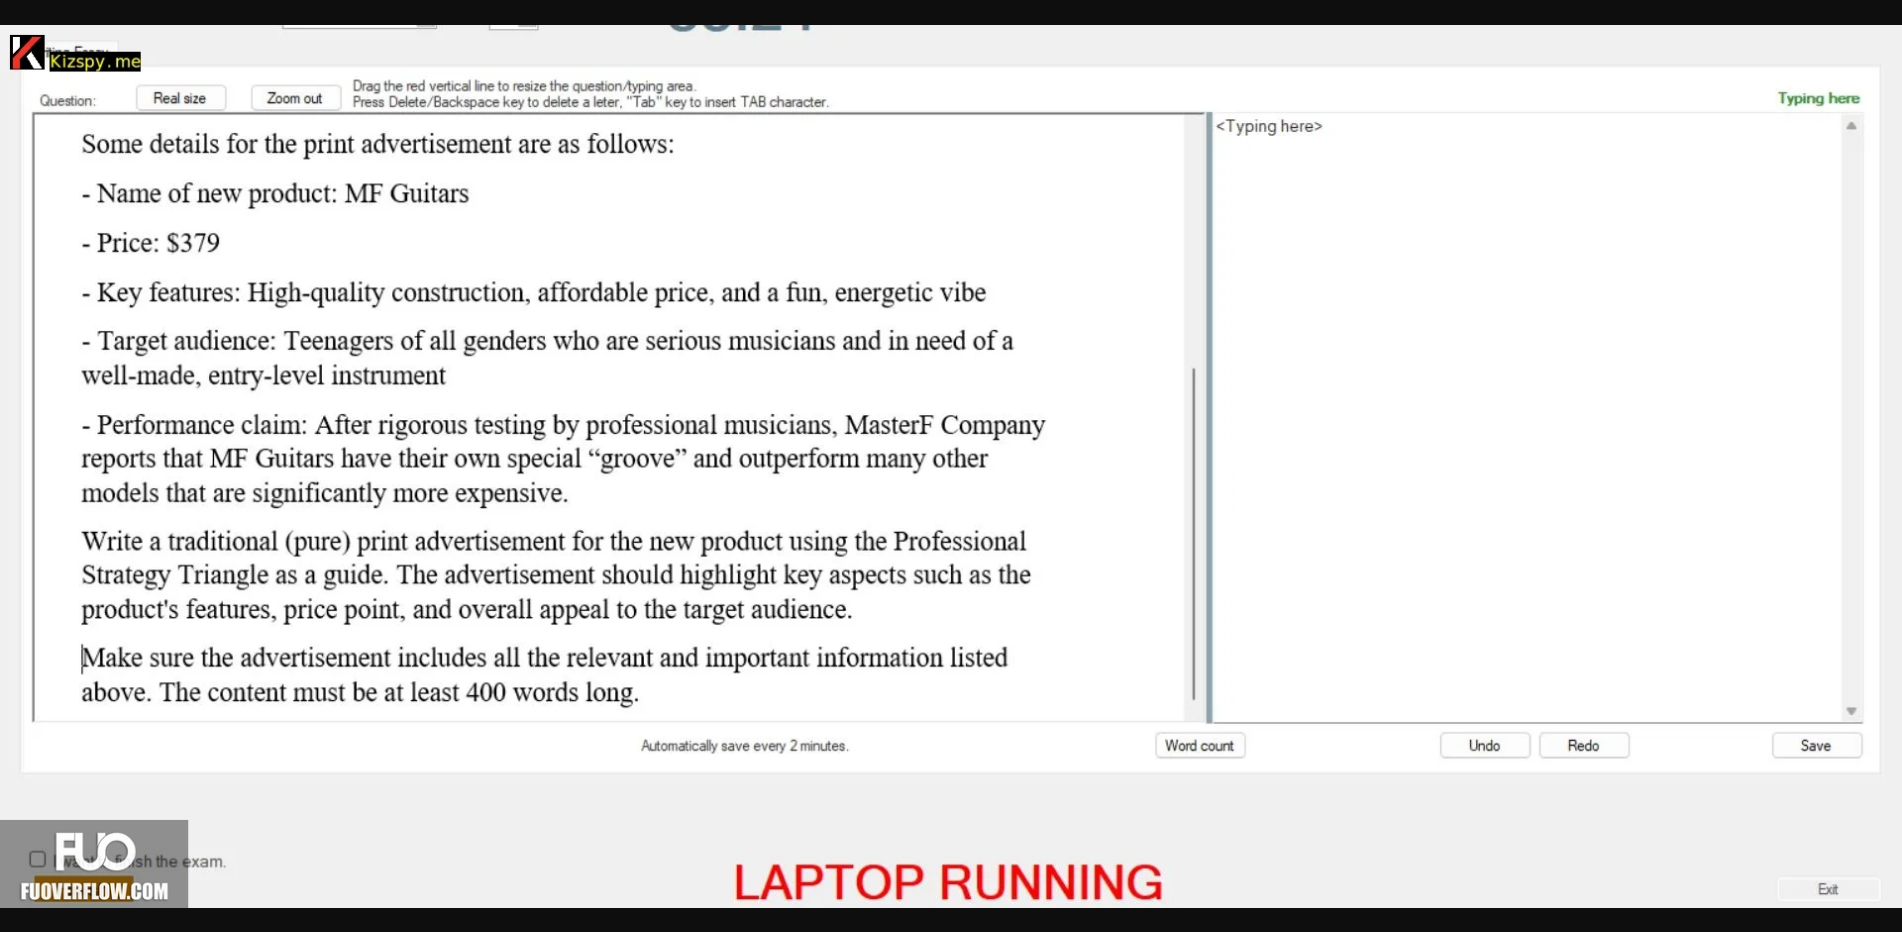 Kizspy.me
Question:
Real size
Zoom out
Drag the red vertical line to resize the question/typing area.
Press Delete/Backspace key to delete a leter, "Tab" key to insert TAB character.
Typing here
Some details for the print advertisement are as follows:
- Name of new product: MF Guitars
- Price: $379
- Key features: High-quality construction, affordable price, and a fun, energetic vibe
- Target audience: Teenagers of all genders who are serious musicians and in need of a
well-made, entry-level instrument
- Performance claim: After rigorous testing by professional musicians, MasterF Company
reports that MF Guitars have their own special “groove” and outperform many other
models that are significantly more expensive.
Write a traditional (pure) print advertisement for the new product using the Professional
Strategy Triangle as a guide. The advertisement should highlight key aspects such as the
product's features, price point, and overall appeal to the target audience.
Make sure the advertisement includes all the relevant and important information listed
above. The content must be at least 400 words long.
<Typing here>
Automatically save every 2 minutes.
Word count
Undo
Redo
Save
FUO
the exam.
FUOVERFLOW.COM
LAPTOP RUNNING
Exit